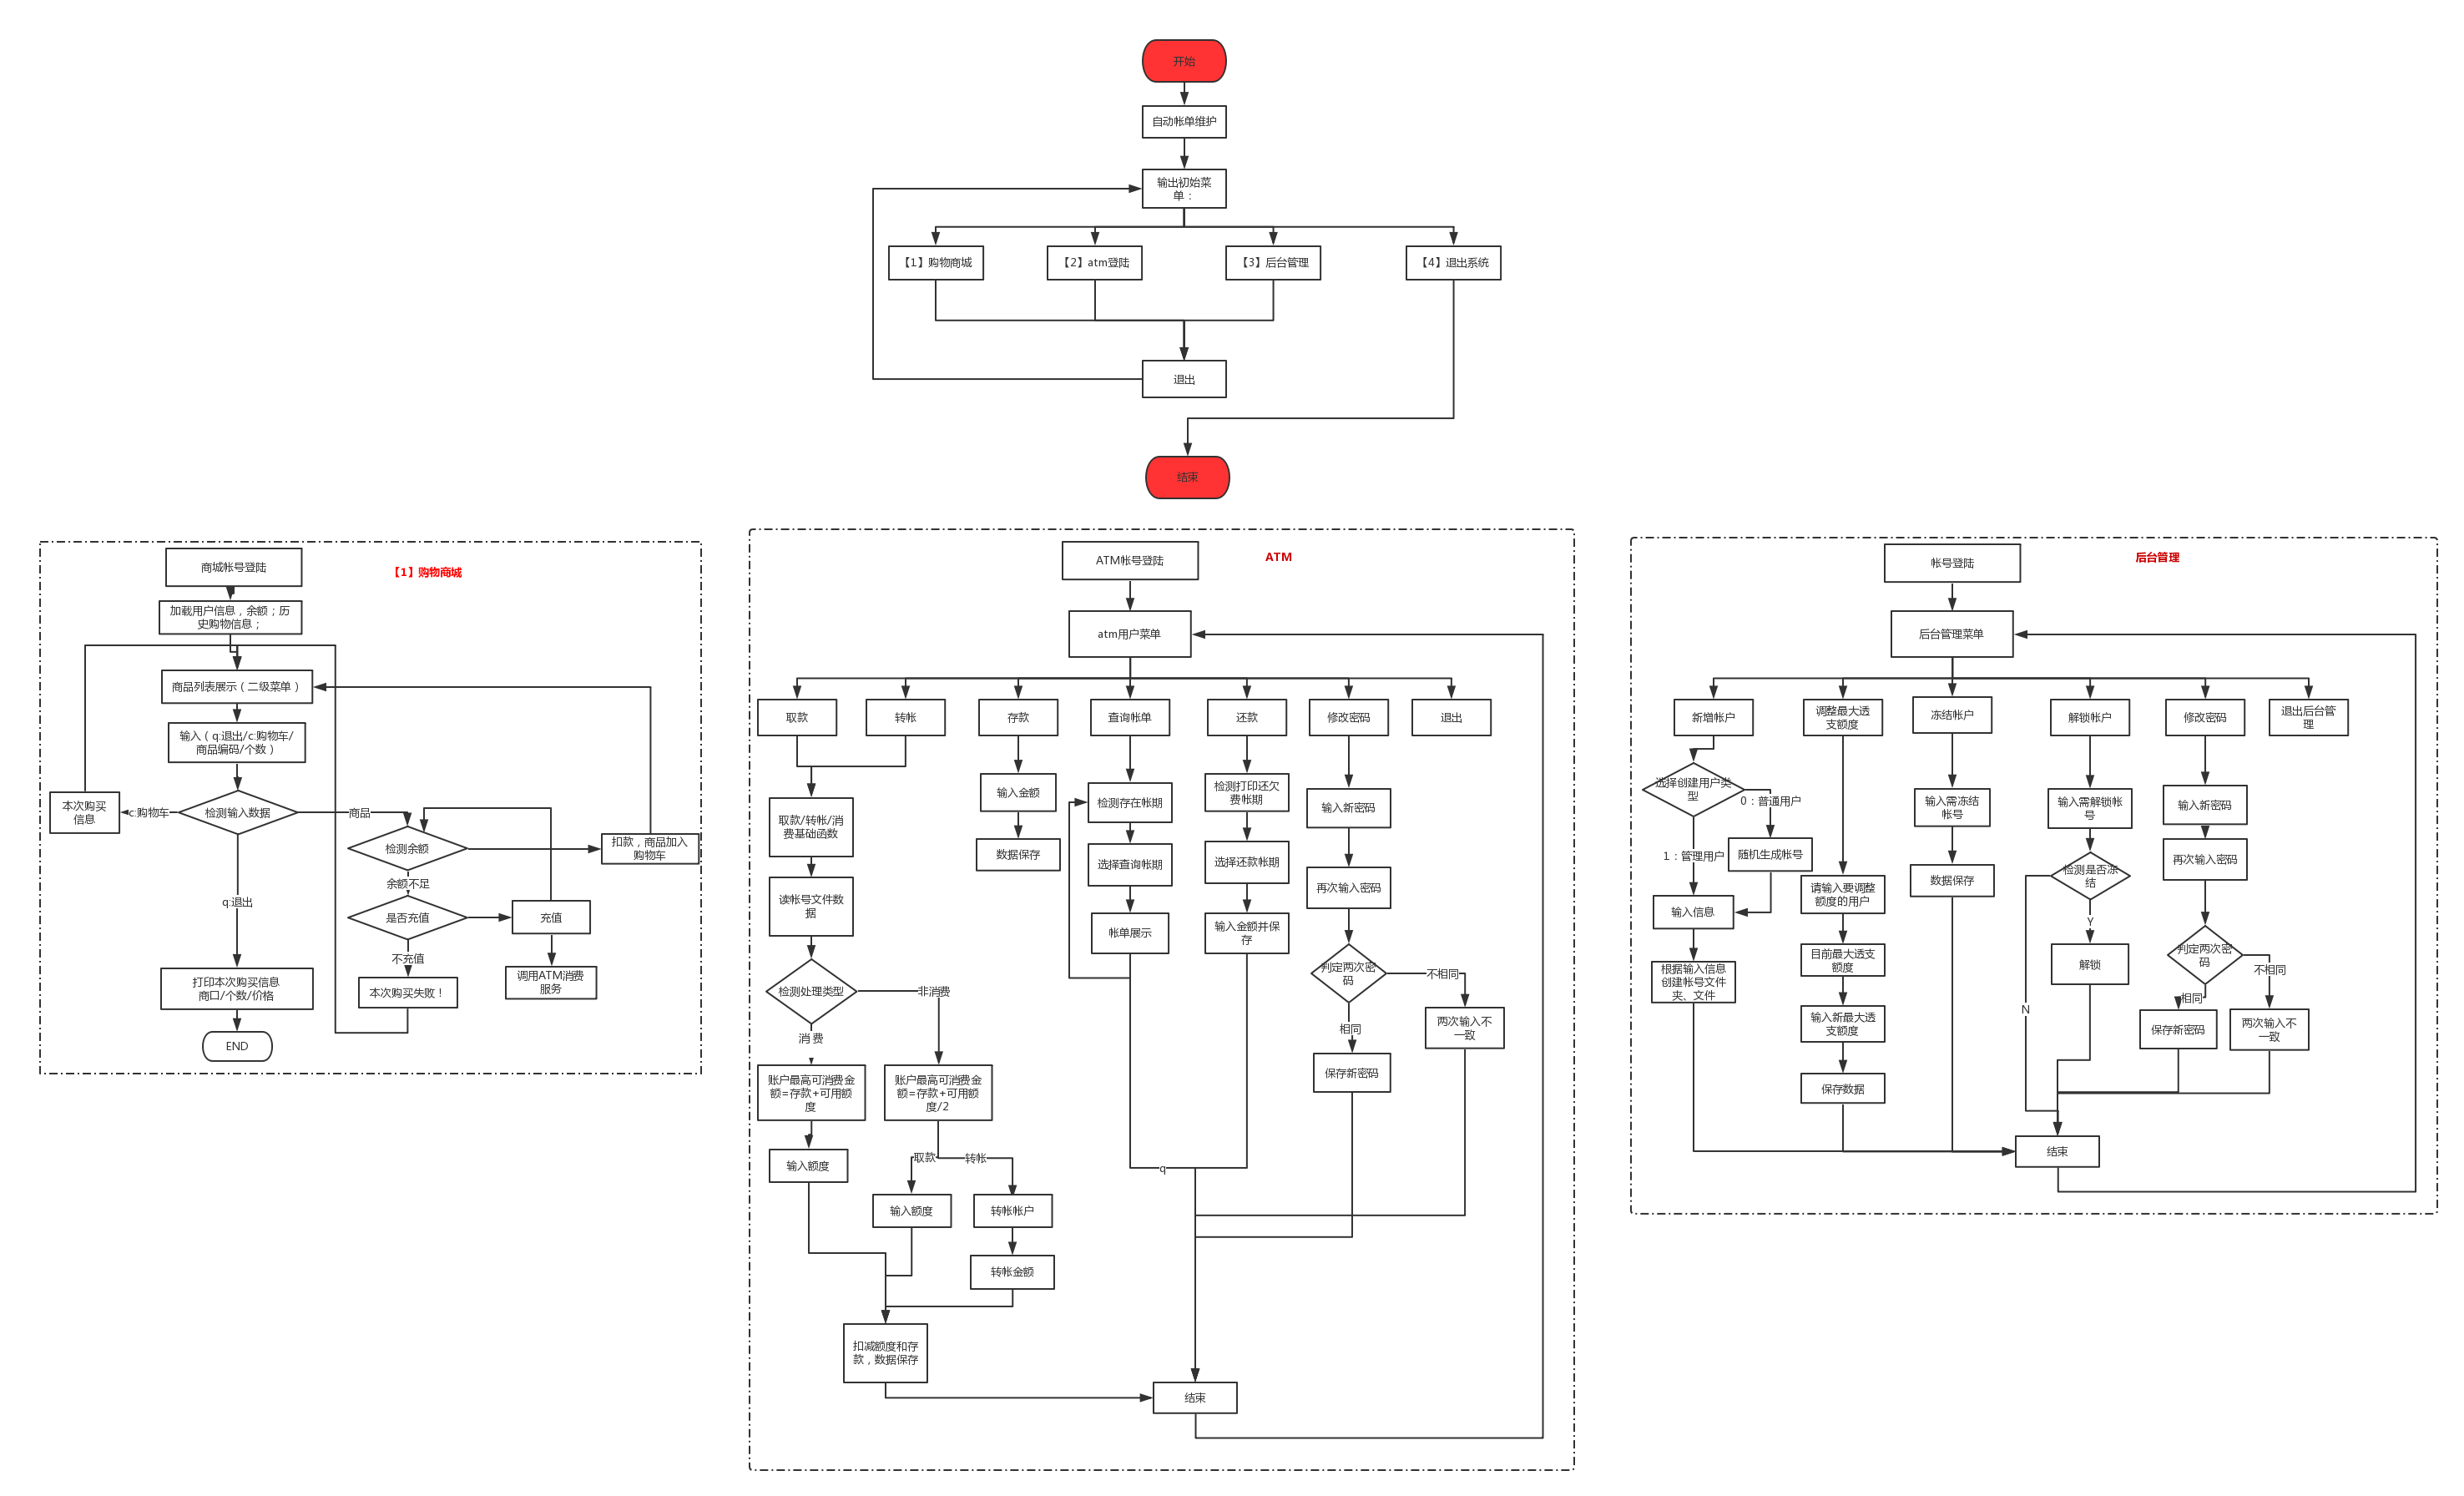 开始
自动帐单维护
输出初始菜
单：
【1】购物商城
【2】atm登陆
【3】后台管理
【4】退出系统
退出
结束
【1】购物商城
商城帐号登陆
加载用户信息，余额；历
史购物信息；
商品列表展示（二级菜单）
输入（q:退出/c:购物车/
商品编码/个数）
本次购买
信息
c:购物车
检测输入数据
商品
检测余额
扣款，商品加入
购物车
余额不足
q:退出
是否充值
充值
不充值
调用ATM消费
服务
本次购买失败！
打印本次购买信息
商口/个数/价格
END
ATM
ATM帐号登陆
atm用户菜单
取款
转帐
存款
查询帐单
还款
修改密码
退出
取款/转帐/消
费基础函数
读帐号文件数
据
检测处理类型
非消费
消 费
账户最高可消费金
额=存款+可用额
度
账户最高可消费金
额=存款+可用额
度/2
输入额度
取款
转帐
输入额度
转帐帐户
转帐金额
扣减额度和存
款，数据保存
输入金额
数据保存
检测存在帐期
选择查询帐期
帐单展示
检测打印还欠
费帐期
选择还款帐期
输入金额并保
存
q
输入新密码
再次输入密码
判定两次密
码
不相同
相同
两次输入不
一致
保存新密码
结束
后台管理
帐号登陆
后台管理菜单
新增帐户
调整最大透
支额度
冻结帐户
解锁帐户
修改密码
退出后台管
理
选择创建用户类
型
0：普通用户
1：管理用户
随机生成帐号
输入信息
根据输入信息
创建帐号文件
夹、文件
请输入要调整
额度的用户
目前最大透支
额度
输入新最大透
支额度
保存数据
输入需冻结
帐号
数据保存
输入需解锁帐
号
检测是否冻
结
Y
N
解锁
输入新密码
再次输入密码
判定两次密
码
不相同
相同
保存新密码
两次输入不
一致
结束